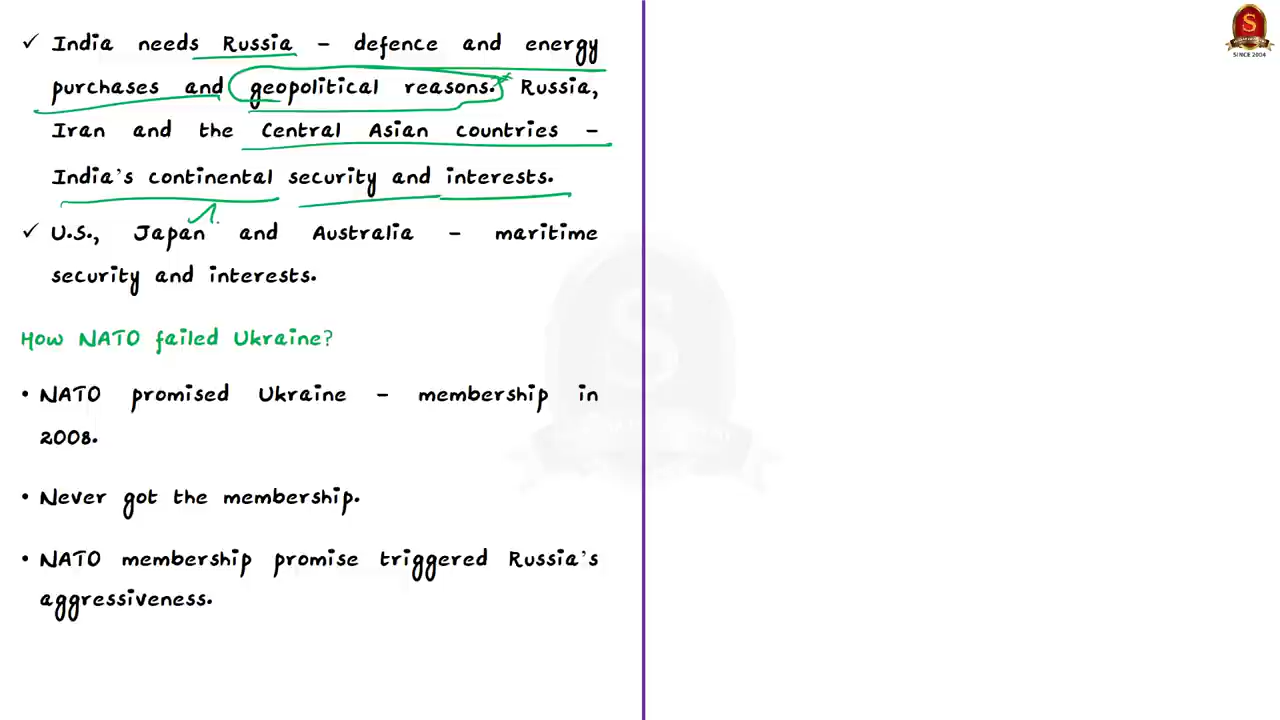 ✓ India needs Russia – defence and energy
purchases and geopolitical reasons. Russia,
Iran and the Central Asian countries –
India's continental security and interests.
✓ U.S., Japan and Australia – maritime
security and interests.
How NATO failed Ukraine?
• NATO promised Ukraine – membership in
2008.
• Never got the membership.
• NATO membership promise triggered Russia's
aggressiveness.
S
SINCE 2004